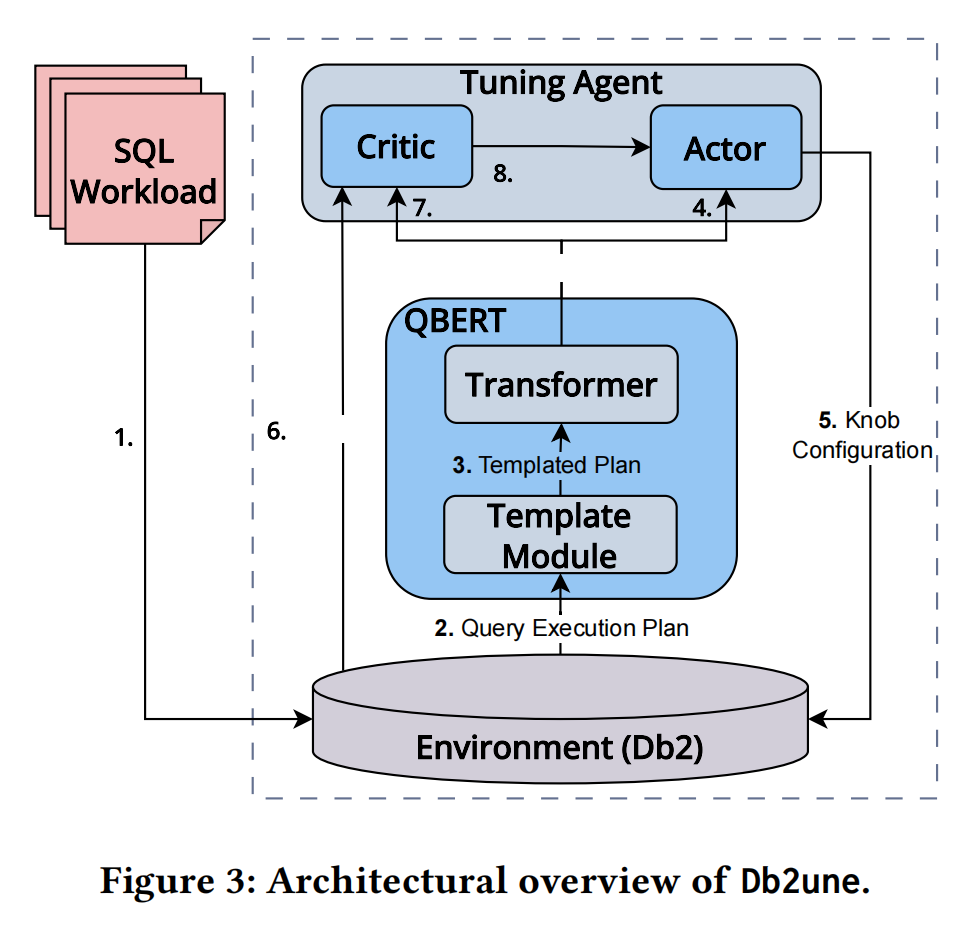 Tuning Agent
SQL
Workload
Critic
Actor
8.
7.
4.
QBERT
Transformer
1.
6.
5. Knob
Configuration
3. Templated Plan
Template
Module
2. Query Execution Plan
Environment (Db2)
Figure 3: Architectural overview of Db2une.